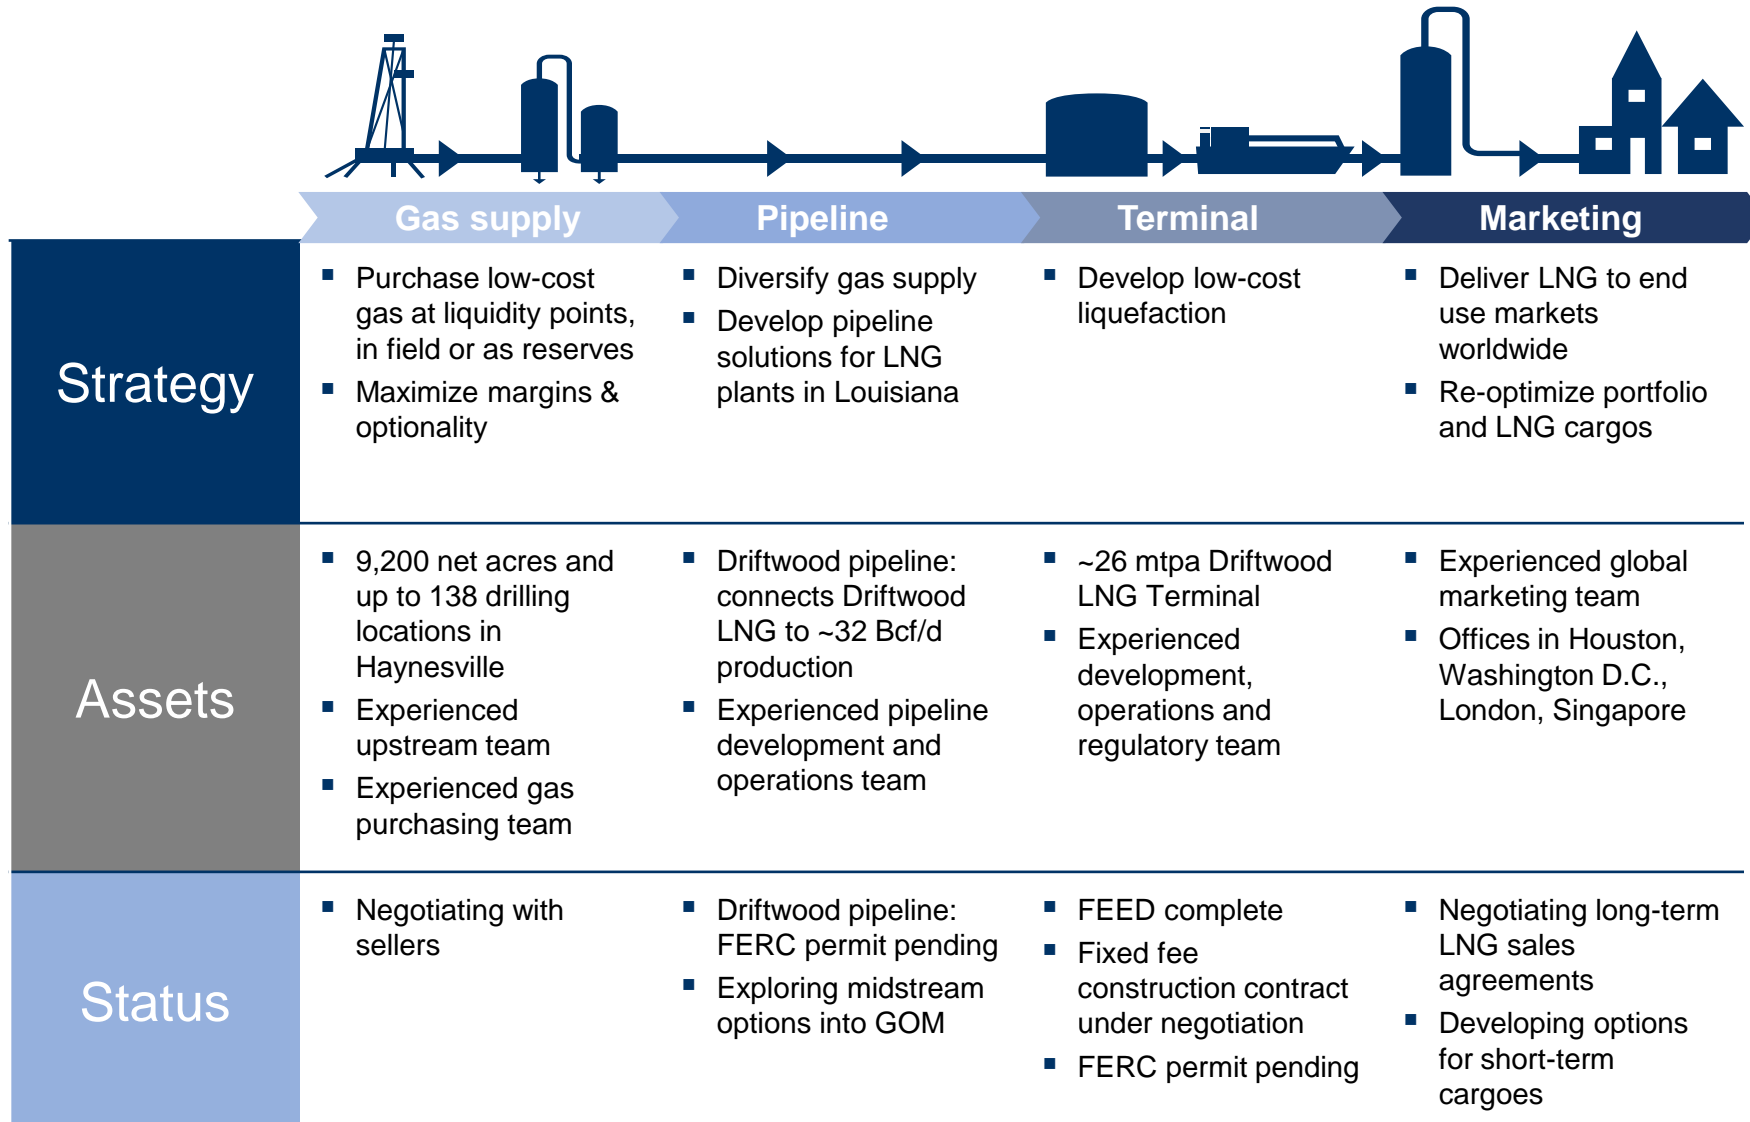 Gas supply
Pipeline
Terminal
Marketing
Strategy
Purchase low-cost
gas at liquidity points,
in field or as reserves
Maximize margins &
optionality
Diversify gas supply
Develop pipeline
solutions for LNG
plants in Louisiana
Develop low-cost
liquefaction
Deliver LNG to end
use markets
worldwide
Re-optimize portfolio
and LNG cargos
Assets
9,200 net acres and
up to 138 drilling
locations in
Haynesville
Experienced
upstream team
Experienced gas
purchasing team
Driftwood pipeline:
connects Driftwood
LNG to ~32 Bcf/d
production
Experienced pipeline
development and
operations team
~26 mtpa Driftwood
LNG Terminal
Experienced
development,
operations and
regulatory team
Experienced global
marketing team
Offices in Houston,
Washington D.C.,
London, Singapore
Status
Negotiating with
sellers
Driftwood pipeline:
FERC permit pending
Exploring midstream
options into GOM
FEED complete
Fixed fee
construction contract
under negotiation
FERC permit pending
Negotiating long-term
LNG sales
agreements
Developing options
for short-term
cargoes